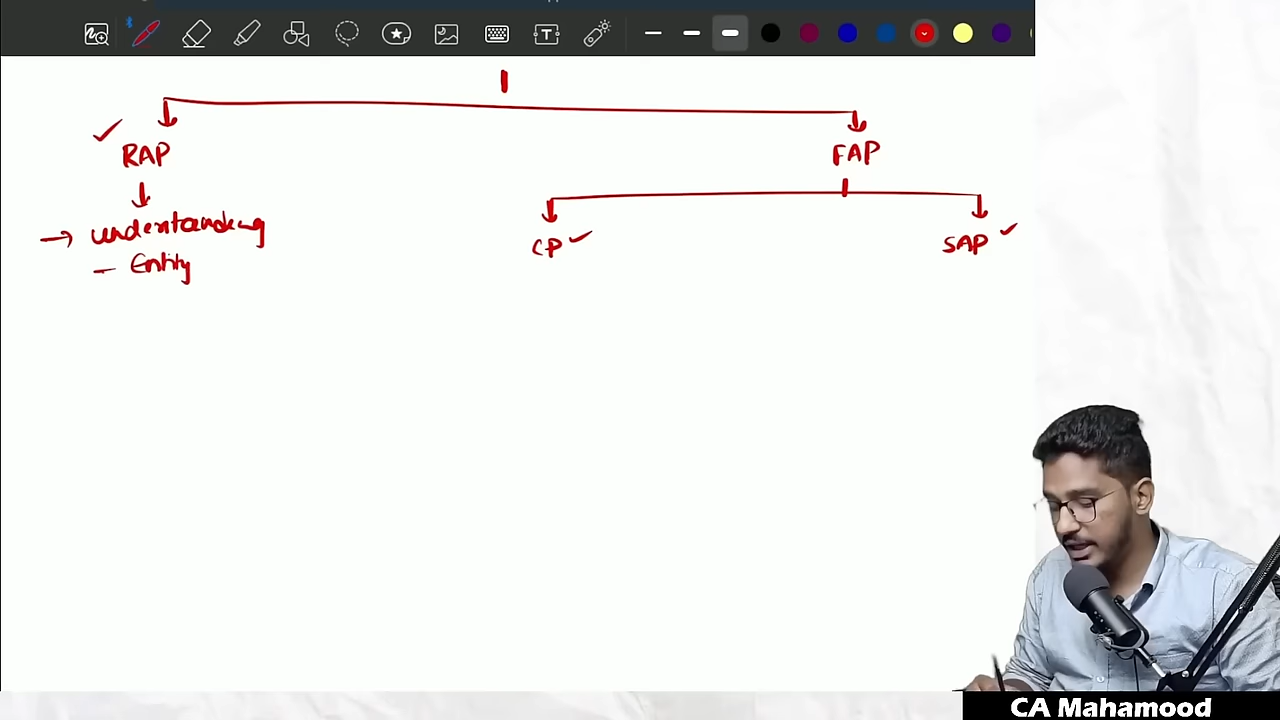 RAP
FAP
→ understanding
- Entity
CP
SAP
T
CA Mahamood